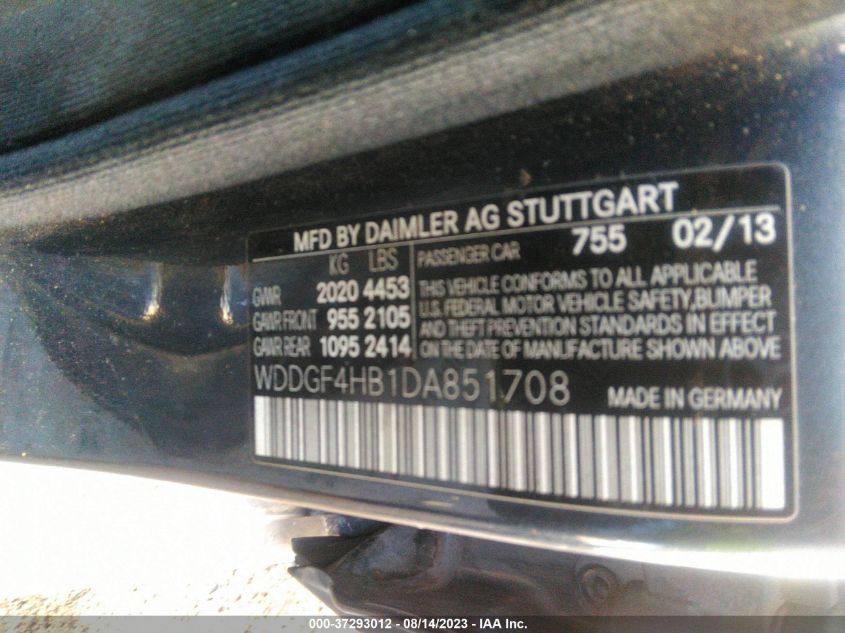 MFD BY DAIMLER AG STUTTGART
KG LBS
GVWR 2020 4453
GAWR FRONT 955 2105
GAWR REAR 1095 2414
PASSENGER CAR 755 02/13
THIS VEHICLE CONFORMS TO ALL APPLICABLE
U.S. FEDERAL MOTOR VEHICLE SAFETY, BUMPER
AND THEFT PREVENTION STANDARDS IN EFFECT
ON THE DATE OF MANUFACTURE SHOWN ABOVE
WDDGF4HB1DA851708
MADE IN GERMANY
000-37293012 - 08/14/2023 - IAA Inc.